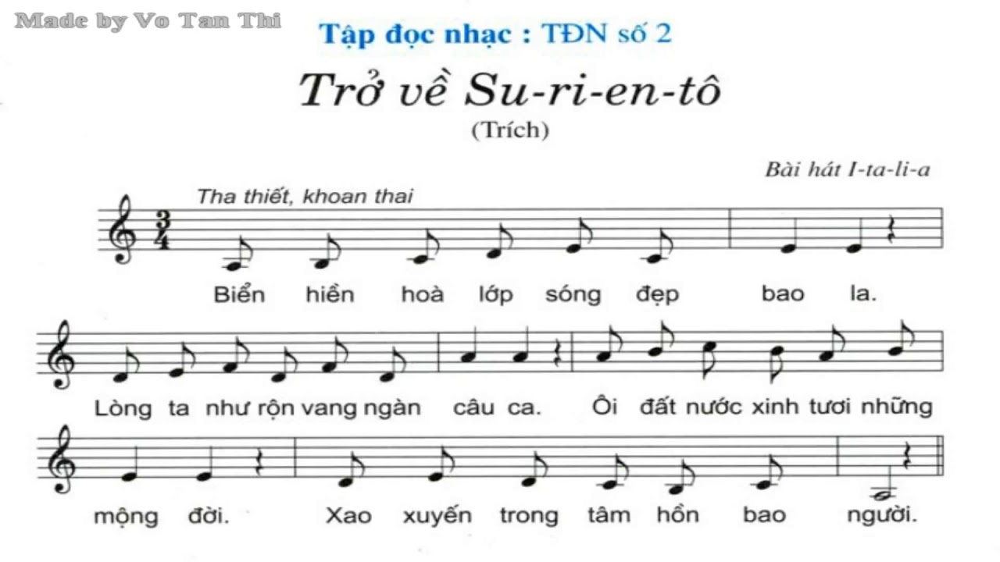 Made by Vo Tan Thi
Tập đọc nhạc : TĐN số 2
Trở về Su-ri-en-tô
(Trích)
Bài hát I-ta-li-a
Tha thiết, khoan thai
3
4
Biển hiền hoà lớp sóng đẹp bao la.
Lòng ta như rộn vang ngàn câu ca. Ôi đất nước xinh tươi những
mộng đời. Xao xuyến trong tâm hồn bao người.